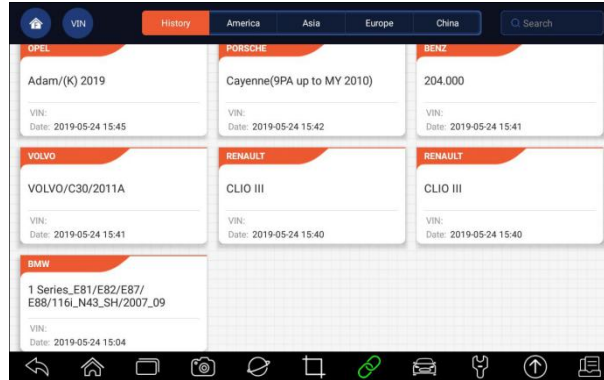 VIN
History
America
Asia
Europe
China
Search
OPEL
PORSCHE
BENZ
Adam/(K) 2019
Cayenne(9PA up to MY 2010)
204.000
VIN:
VIN:
VIN:
Date: 2019-05-24 15:45
Date: 2019-05-24 15:42
Date: 2019-05-24 15:41
VOLVO
RENAULT
RENAULT
VOLVO/C30/2011A
CLIO III
CLIO III
VIN:
VIN:
VIN:
Date: 2019-05-24 15:41
Date: 2019-05-24 15:40
Date: 2019-05-24 15:40
BMW
1 Series_E81/E82/E87/
E88/116i_N43_SH/2007_09
VIN:
Date: 2019-05-24 15:04